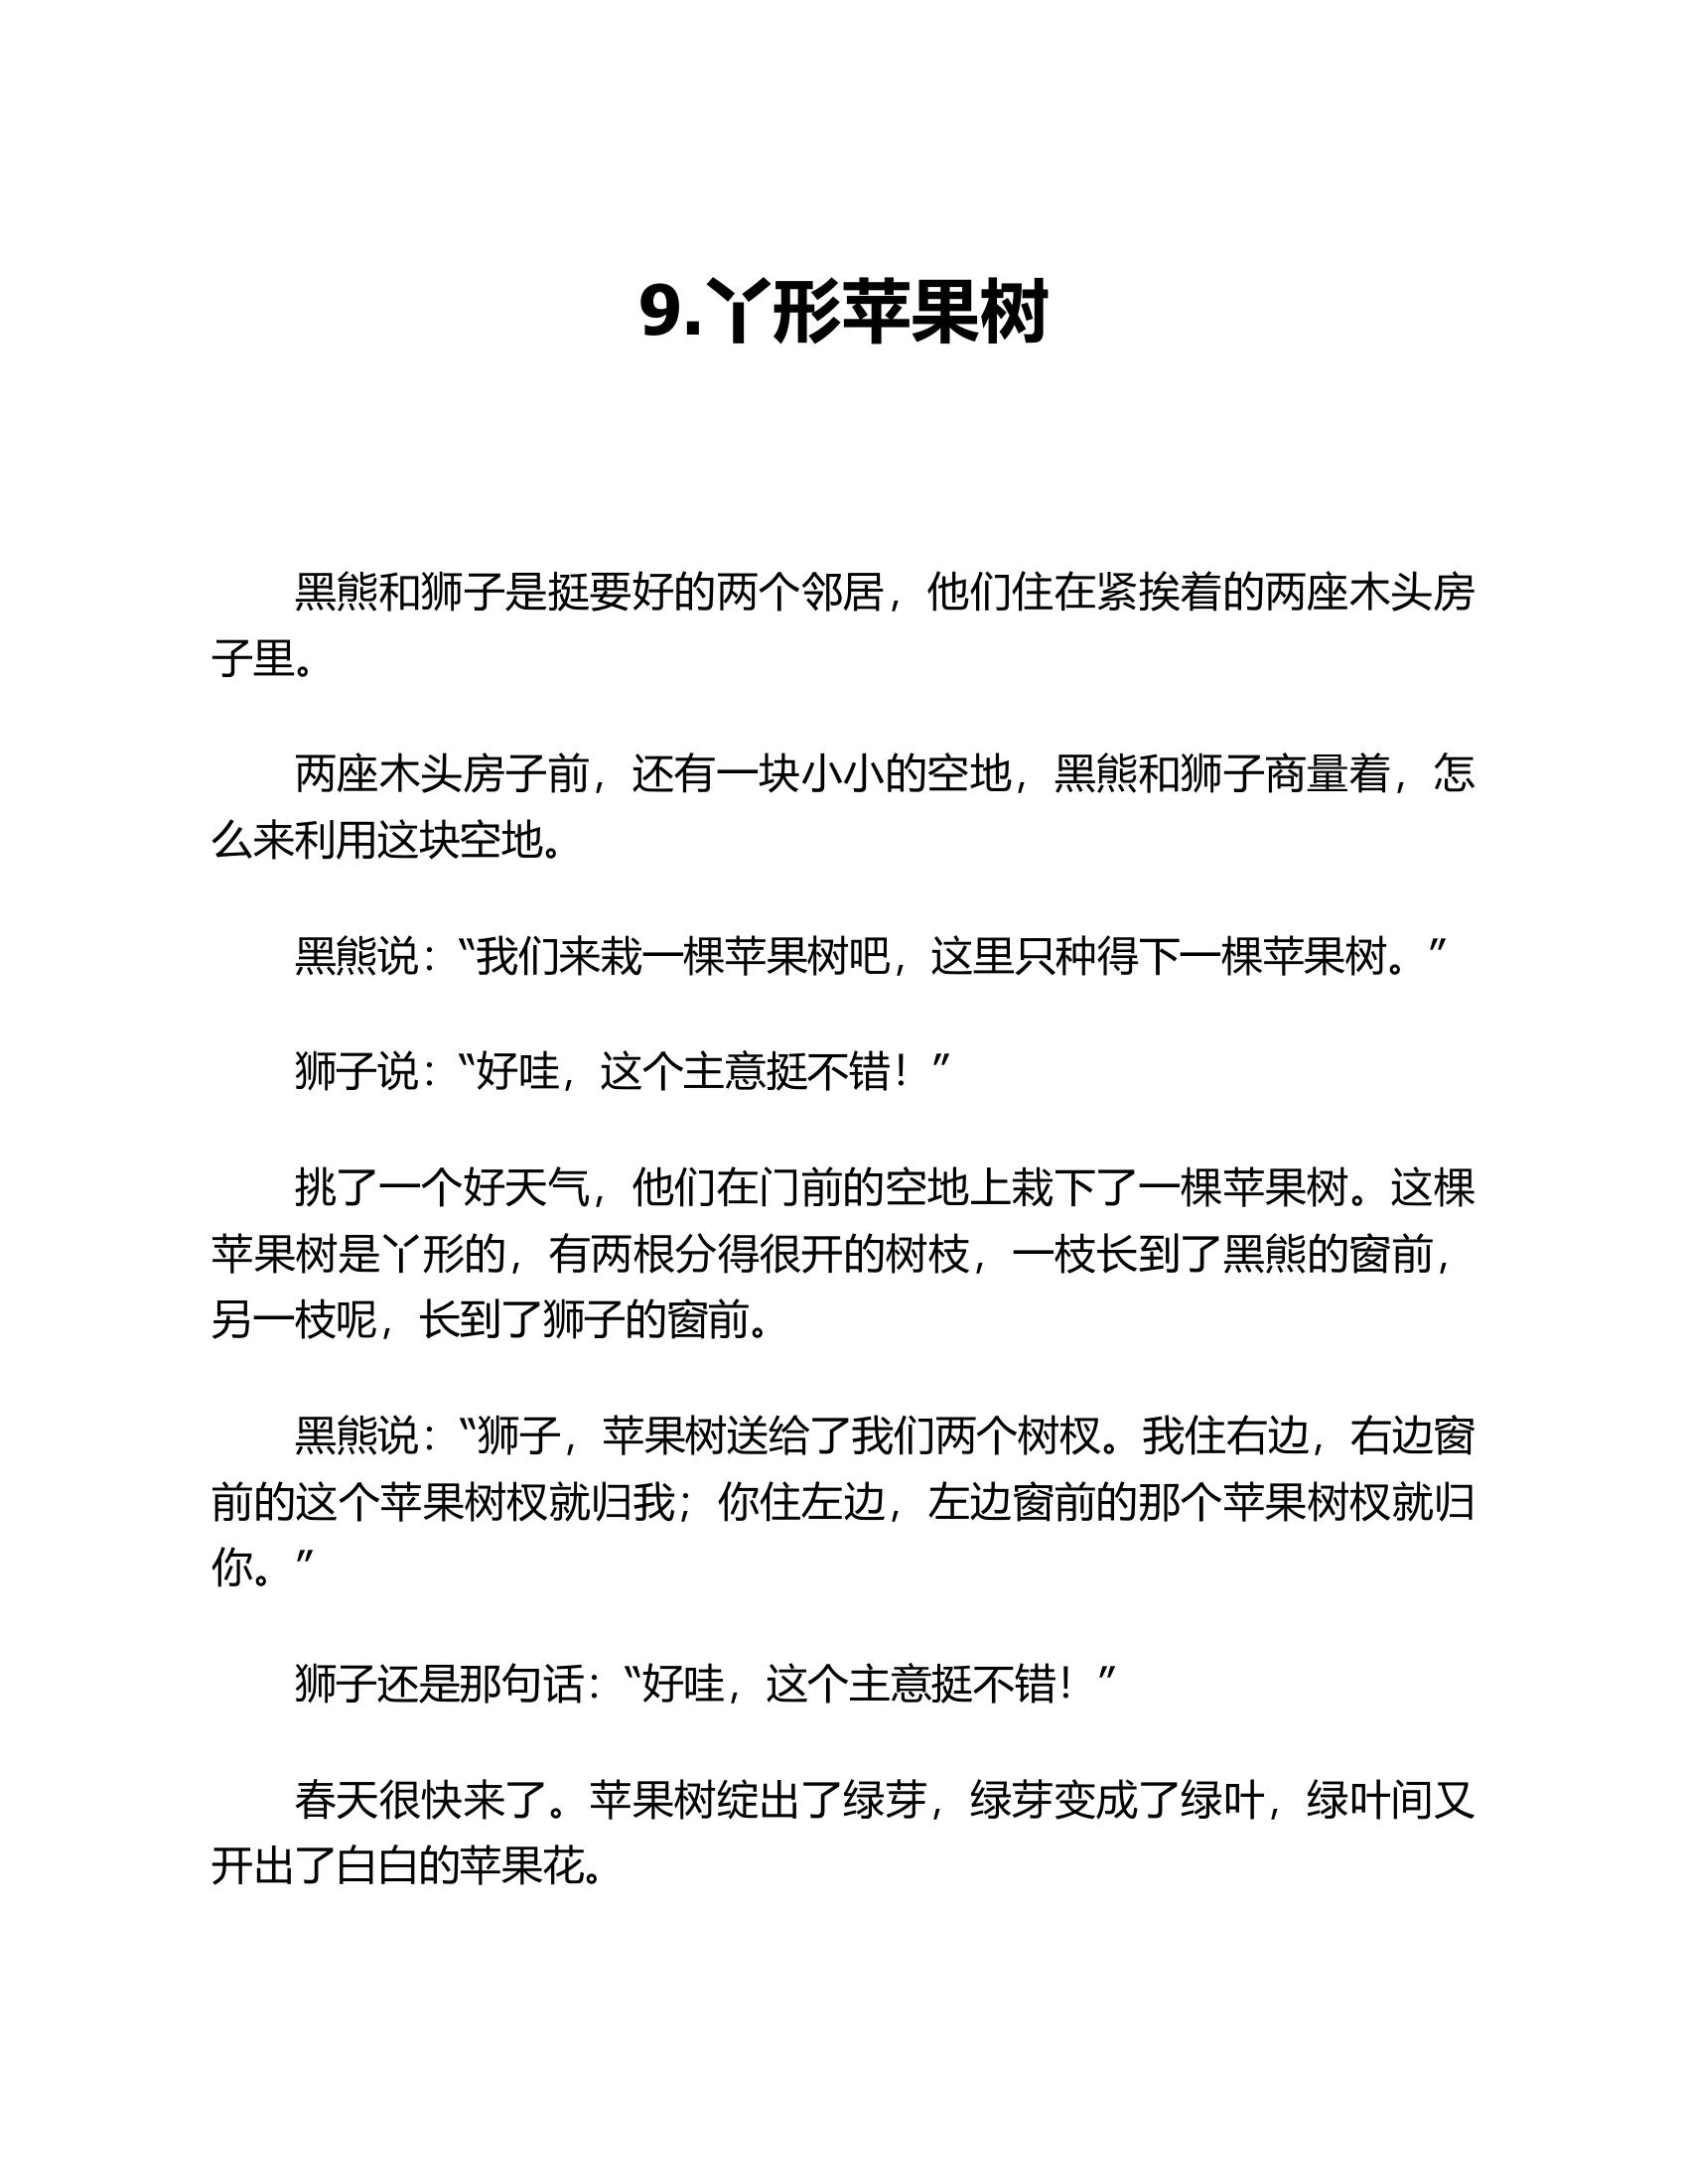 9.丫形苹果树
黑熊和狮子是挺要好的两个邻居，他们住在紧挨着的两座木头房
子里。
两座木头房子前，还有一块小小的空地，黑熊和狮子商量着，怎
么来利用这块空地。
黑熊说：“我们来栽一棵苹果树吧，这里只种得下一棵苹果树。”
狮子说：“好哇，这个主意挺不错！”
挑了一个好天气，他们在门前的空地上栽下了一棵苹果树。这棵
苹果树是丫形的，有两根分得很开的树枝，一枝长到了黑熊的窗前，
另一枝呢，长到了狮子的窗前。
黑熊说：“狮子，苹果树送给了我们两个树杈。我住右边，右边窗
前的这个苹果树杈就归我；你住左边，左边窗前的那个苹果树杈就归
你。”
狮子还是那句话：“好哇，这个主意挺不错！”
春天很快来了。苹果树绽出了绿芽，绿芽变成了绿叶，绿叶间又
开出了白白的苹果花。